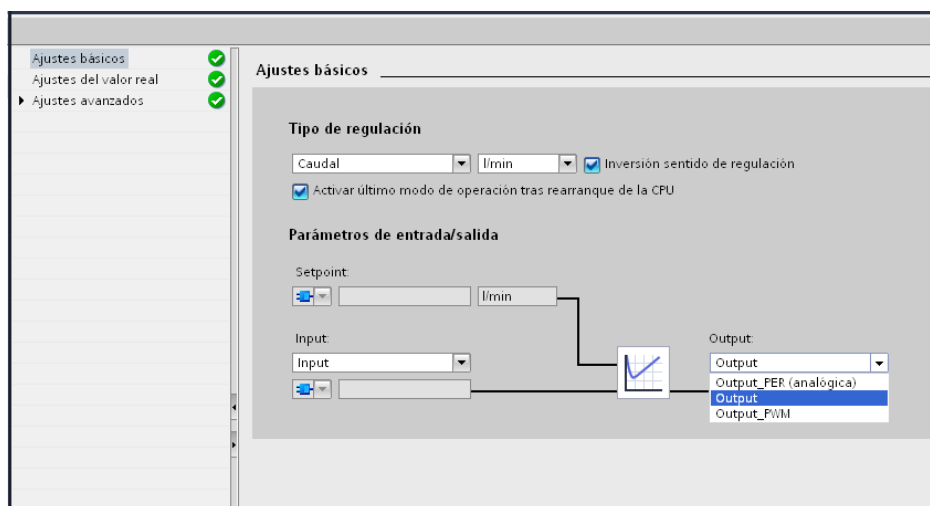 Ajustes básicos
Ajustes del valor real
Ajustes avanzados
Ajustes básicos
Tipo de regulación
Caudal
l/min
Inversión sentido de regulación
Activar último modo de operación tras rearranque de la CPU
Parámetros de entrada/salida
Setpoint:
l/min
Input:
Input
Output:
Output
Output_PER (analógica)
Output
Output_PWM